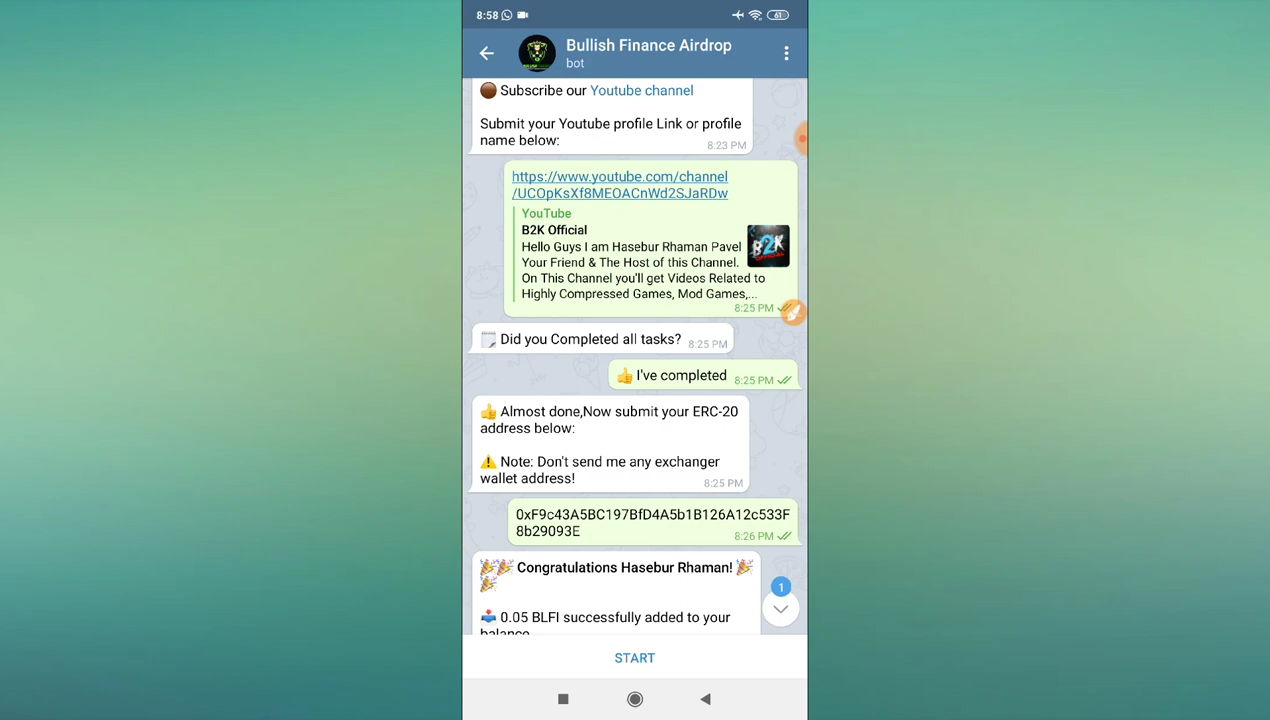 8:58
61
Bullish Finance Airdrop
bot
Subscribe our Youtube channel
Submit your Youtube profile Link or profile
name below:
8:23 PM
https://www.youtube.com/channel
/UCOpKsXf8MEOACnWd2SJaRDw
YouTube
B2K Official
Hello Guys I am Hasebur Rhaman Pavel
Your Friend & The Host of this Channel.
On This Channel you'll get Videos Related to
Highly Compressed Games, Mod Games,...
B2K
8:25 PM
Did you Completed all tasks?
8:25 PM
I've completed
8:25 PM
Almost done,Now submit your ERC-20
address below:
Note: Don't send me any exchanger
wallet address!
8:25 PM
0xF9c43A5BC197BfD4A5b1B126A12c533F
8b29093E
8:26 PM
Congratulations Hasebur Rhaman!
1
0.05 BLFI successfully added to your
balance
START